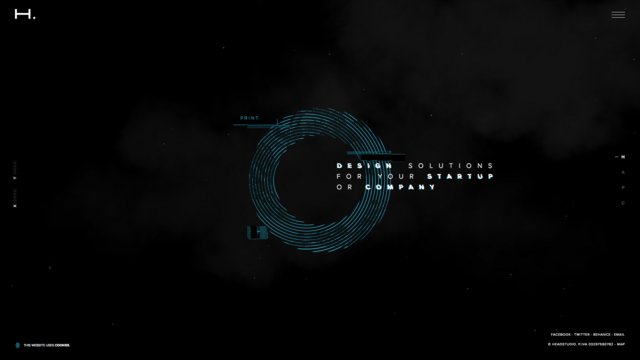 H.
PRINT
DESIGN SOLUTIONS
FOR YOUR STARTUP
OR COMPANY
H
A
P
X
Y
THIS WEBSITE USES COOKIES
FACEBOOK - TWITTER - BEHANCE - EMAIL